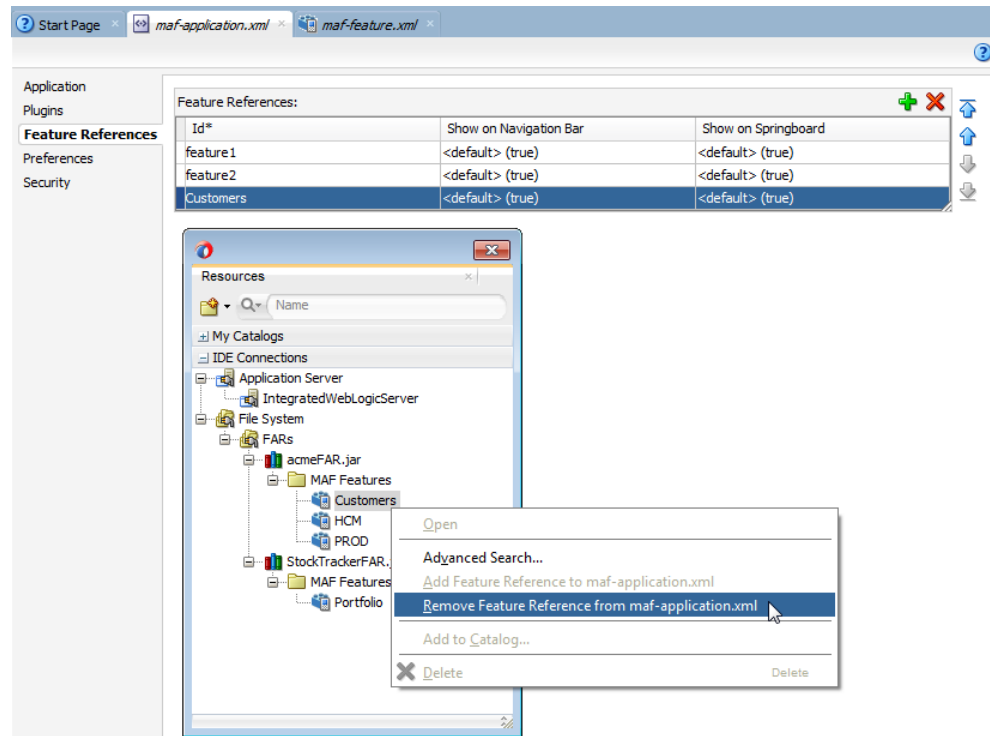 Start Page maf-application.xml maf-feature.xml
Application
Plugins
Feature References
Preferences
Security
Feature References:
Id* Show on Navigation Bar Show on Springboard
feature1 <default> (true) <default> (true)
feature2 <default> (true) <default> (true)
Customers <default> (true) <default> (true)
Resources
Name
My Catalogs
IDE Connections
Application Server
IntegratedWebLogicServer
File System
FARs
acmeFAR.jar
MAF Features
Customers
HCM
PROD
StockTrackerFAR.
MAF Features
Portfolio
Open
Advanced Search...
Add Feature Reference to maf-application.xml
Remove Feature Reference from maf-application.xml
Add to Catalog...
Delete Delete